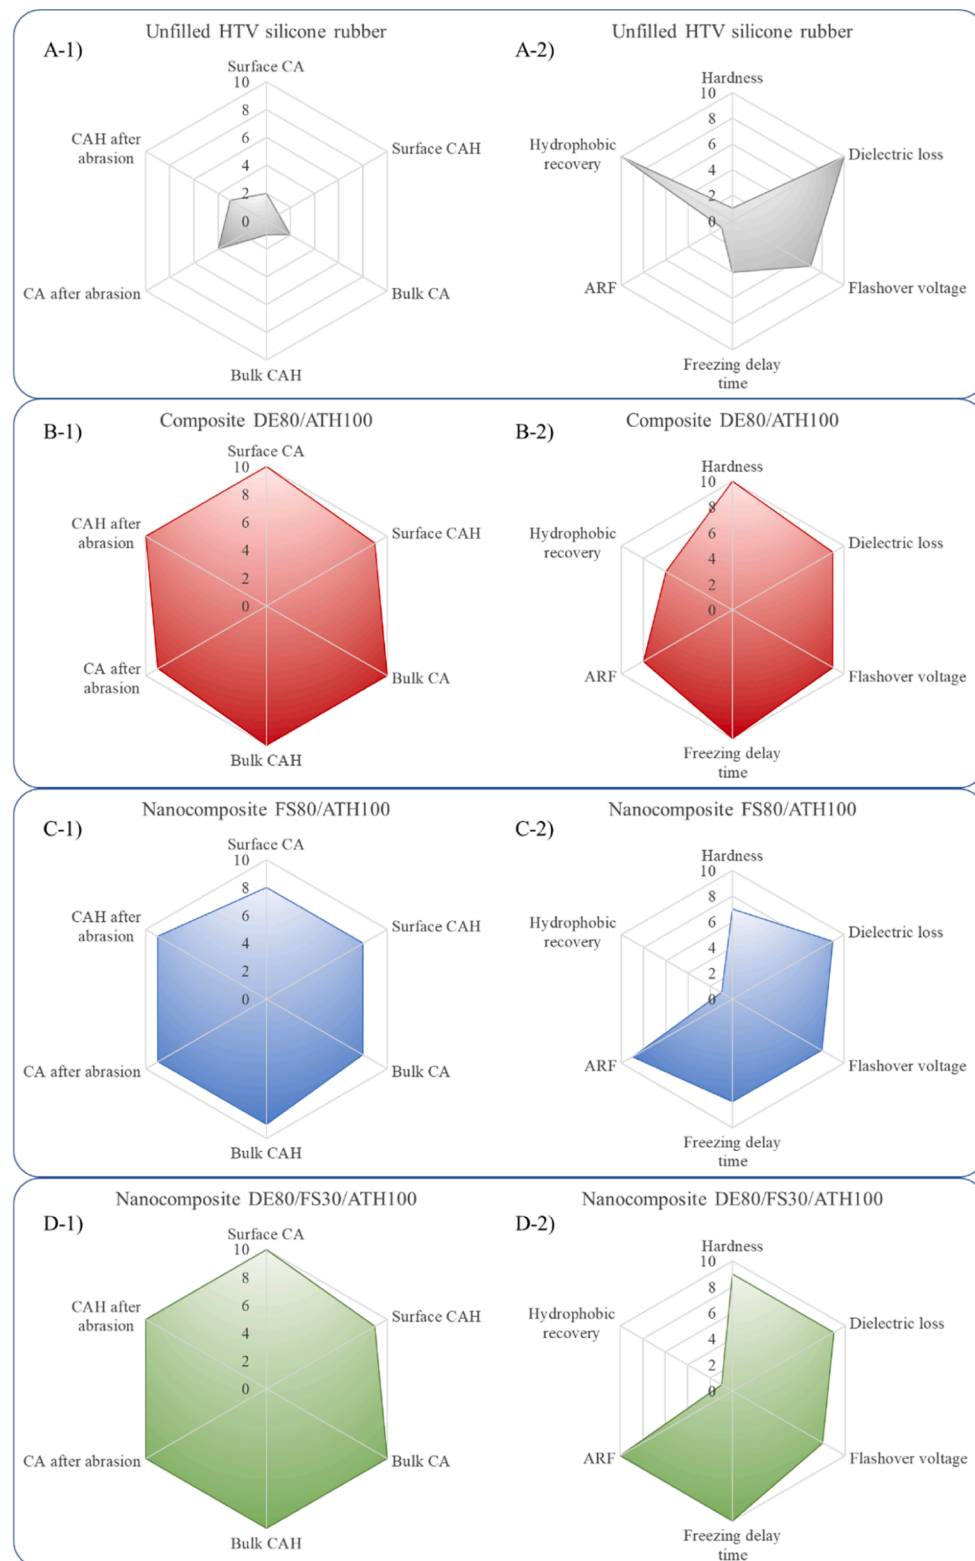 Unfilled HTV silicone rubber
A-1)
Surface CA
10
8
6
4
2
0
CAH after
abrasion
Surface CAH
CA after abrasion
Bulk CA
Bulk CAH
Unfilled HTV silicone rubber
A-2)
Hardness
10
8
6
4
2
0
Hydrophobic
recovery
Dielectric loss
ARF
Flashover voltage
Freezing delay
time
Composite DE80/ATH100
B-1)
Surface CA
10
8
6
4
2
0
CAH after
abrasion
Surface CAH
CA after
abrasion
Bulk CA
Bulk CAH
Composite DE80/ATH100
B-2)
Hardness
10
8
6
4
2
0
Hydrophobic
recovery
Dielectric loss
ARF
Flashover voltage
Freezing delay
time
Nanocomposite FS80/ATH100
C-1)
Surface CA
10
8
6
4
2
0
CAH after
abrasion
Surface CAH
CA after abrasion
Bulk CA
Bulk CAH
Nanocomposite FS80/ATH100
C-2)
Hardness
10
8
6
4
2
0
Hydrophobic
recovery
Dielectric loss
ARF
Flashover voltage
Freezing delay
time
Nanocomposite DE80/FS30/ATH100
D-1)
Surface CA
10
8
6
4
2
0
CAH after
abrasion
Surface CAH
CA after abrasion
Bulk CA
Bulk CAH
Nanocomposite DE80/FS30/ATH100
D-2)
Hardness
10
8
6
4
2
0
Hydrophobic
recovery
Dielectric loss
ARF
Flashover voltage
Freezing delay
time